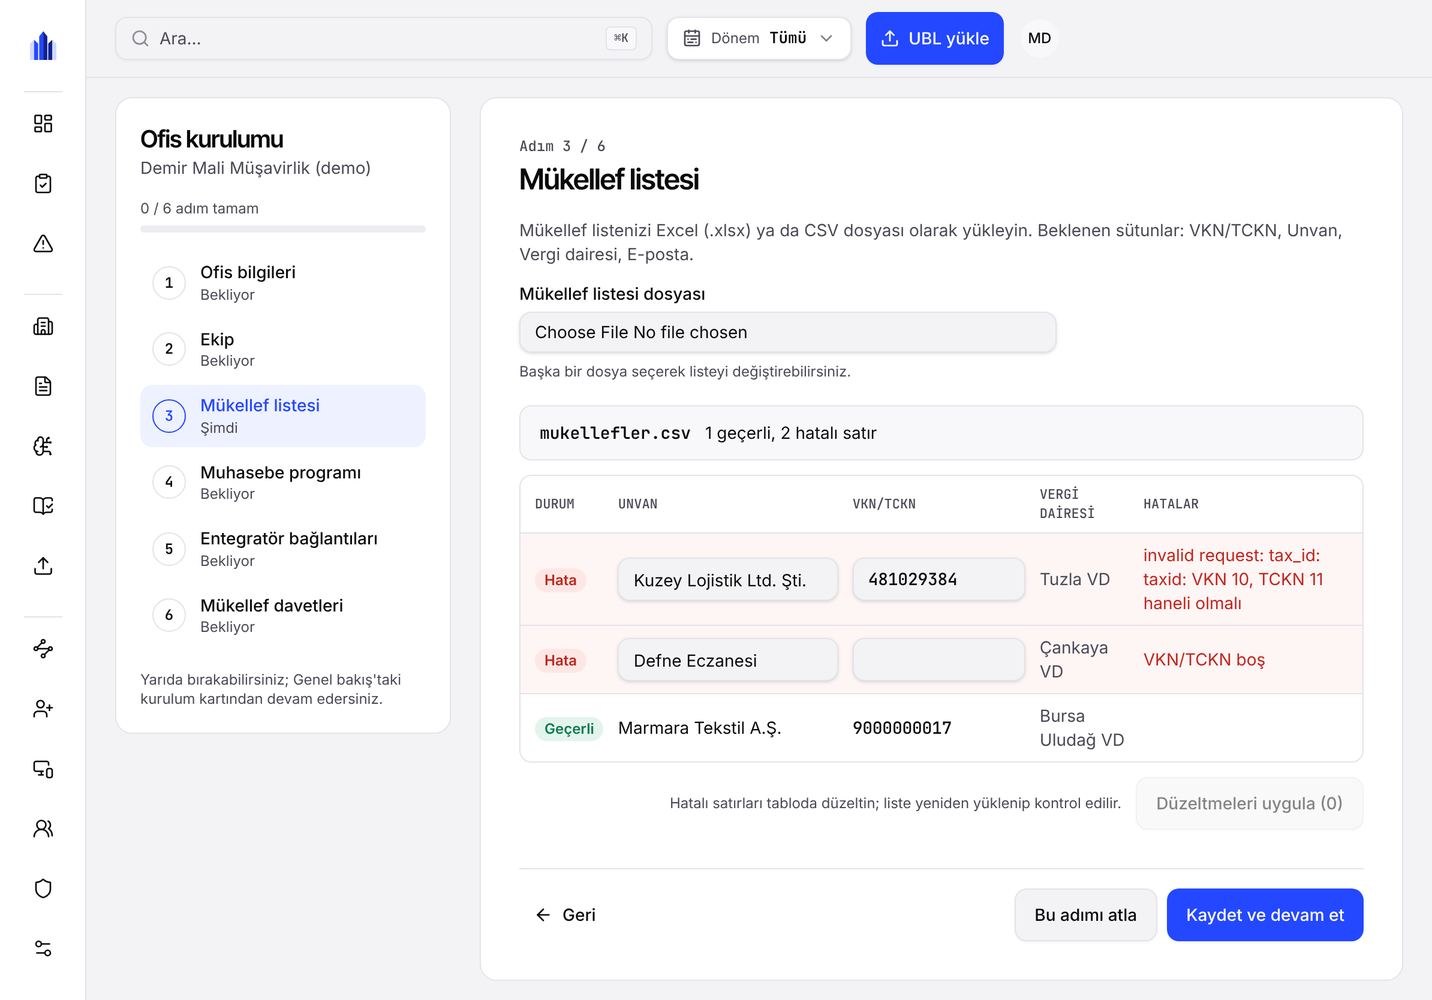 Ara...
⌘K
Dönem Tümü
UBL yükle
MD
Ofis kurulumu
Demir Mali Müşavirlik (demo)
0 / 6 adım tamam
1
Ofis bilgileri
Bekliyor
2
Ekip
Bekliyor
3
Mükellef listesi
Şimdi
4
Muhasebe programı
Bekliyor
5
Entegratör bağlantıları
Bekliyor
6
Mükellef davetleri
Bekliyor
Yarıda bırakabilirsiniz; Genel bakış'taki
kurulum kartından devam edersiniz.
Adım 3 / 6
Mükellef listesi
Mükellef listenizi Excel (.xlsx) ya da CSV dosyası olarak yükleyin. Beklenen sütunlar: VKN/TCKN, Unvan,
Vergi dairesi, E-posta.
Mükellef listesi dosyası
Choose File No file chosen
Başka bir dosya seçerek listeyi değiştirebilirsiniz.
mukellefler.csv 1 geçerli, 2 hatalı satır
DURUM UNVAN VKN/TCKN VERGİ DAİRESİ HATALAR
Hata Kuzey Lojistik Ltd. Şti. 481029384 Tuzla VD
invalid request: tax_id:
taxid: VKN 10, TCKN 11
haneli olmalı
Hata Defne Eczanesi
Çankaya
VD
VKN/TCKN boş
Geçerli Marmara Tekstil A.Ş. 9000000017
Bursa
Uludağ VD
Hatalı satırları tabloda düzeltin; liste yeniden yüklenip kontrol edilir.
Düzeltmeleri uygula (0)
Geri
Bu adımı atla
Kaydet ve devam et